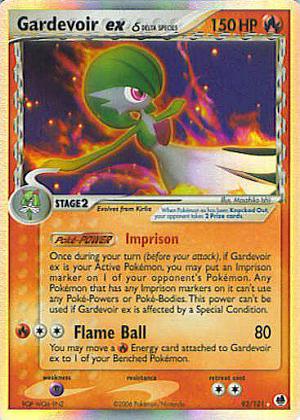 Gardevoir ex δ DELTA SPECIES 150 HP
Illus. Masahiko Ishii
STAGE 2
Evolves from Kirlia
When Pokémon-ex has been Knocked Out, your opponent takes 2 Prize cards.
Poké-POWER Imprison
Once during your turn (before your attack), if Gardevoir
ex is your Active Pokémon, you may put an Imprison
marker on 1 of your opponent's Pokémon. Any
Pokémon that has any Imprison markers on it can't use
any Poké-Powers or Poké-Bodies. This power can't be
used if Gardevoir ex is affected by a Special Condition.
Flame Ball 80
You may move a Energy card attached to Gardevoir
ex to 1 of your Benched Pokémon.
weakness resistance retreat cost
©2006 Pokémon/Nintendo
93/101